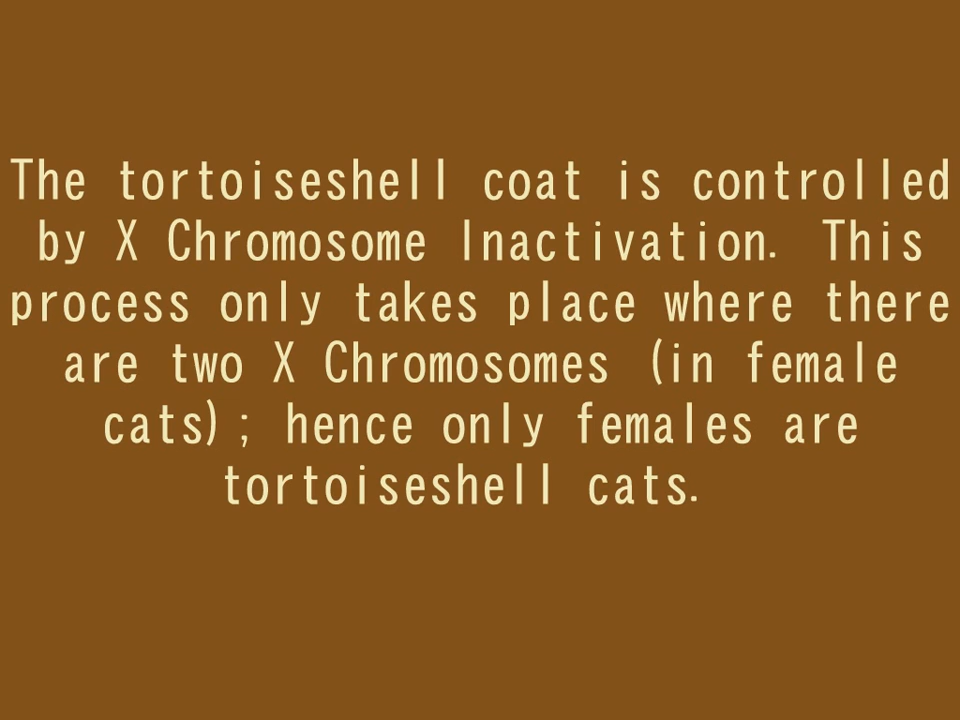 The tortoiseshell coat is controlled
by X Chromosome Inactivation. This
process only takes place where there
are two X Chromosomes (in female
cats); hence only females are
tortoiseshell cats.